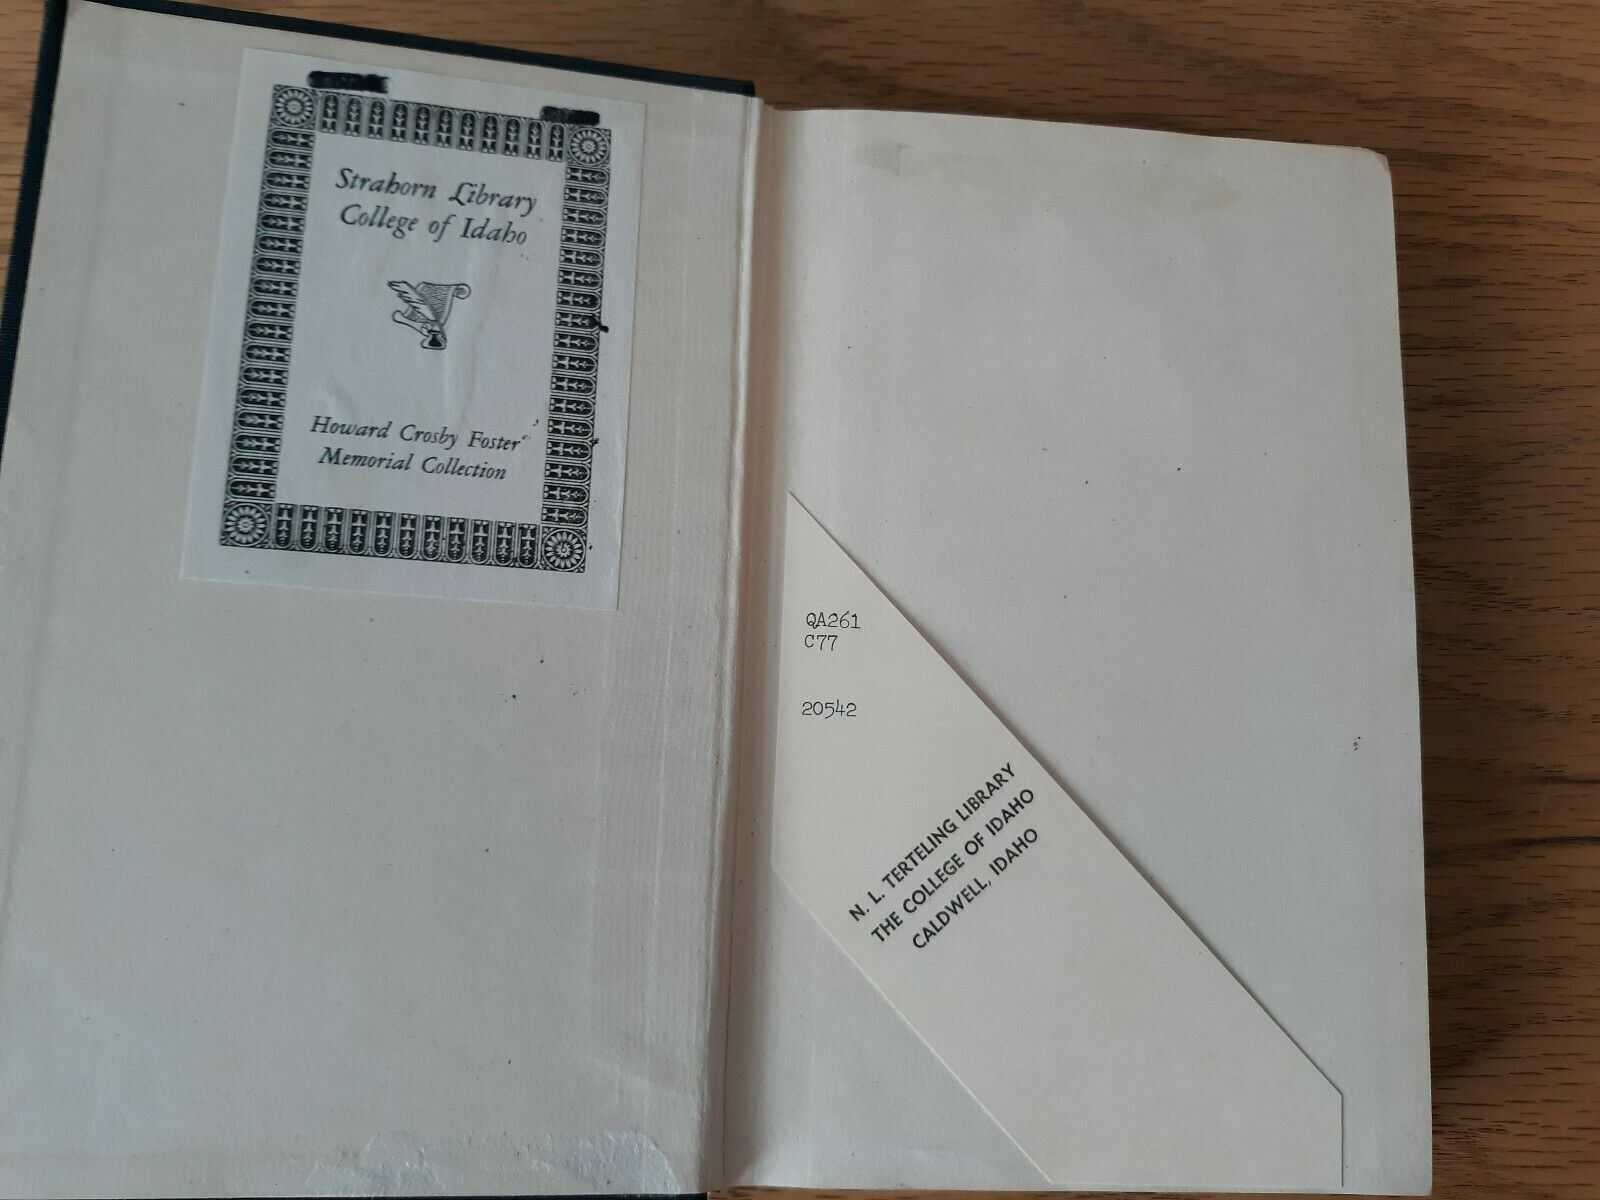 Strahorn Library
College of Idaho
Howard Crosby Foster
Memorial Collection
QA261
C77
20542
N. L. TERTELING LIBRARY
THE COLLEGE OF IDAHO
CALDWELL, IDAHO